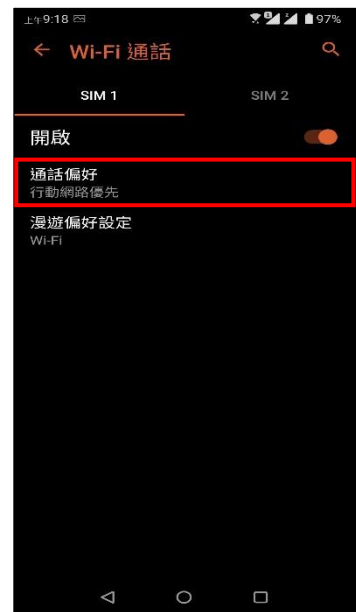 上午9:18 97%
Wi-Fi 通話
SIM 1 SIM 2
開啟
通話偏好
行動網路優先
漫遊偏好設定
Wi-Fi